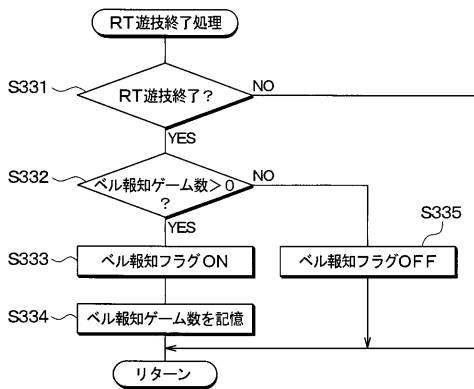 RT遊技終了処理
S331
RT遊技終了？
NO
YES
S332
ベル報知ゲーム数＞0
？
NO
YES
S335
S333
ベル報知フラグON
ベル報知フラグOFF
S334
ベル報知ゲーム数を記憶
リターン